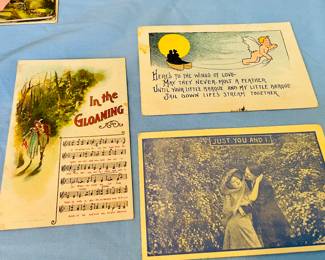 In the
GLOAMING
HERE'S TO THE WINGS OF LOVE-
MAY THEY NEVER MOLT A FEATHER
UNTIL YOUR LITTLE BARQUE AND MY LITTLE BARQUE
SAIL DOWN LIFE'S STREAM TOGETHER
JUST YOU AND I